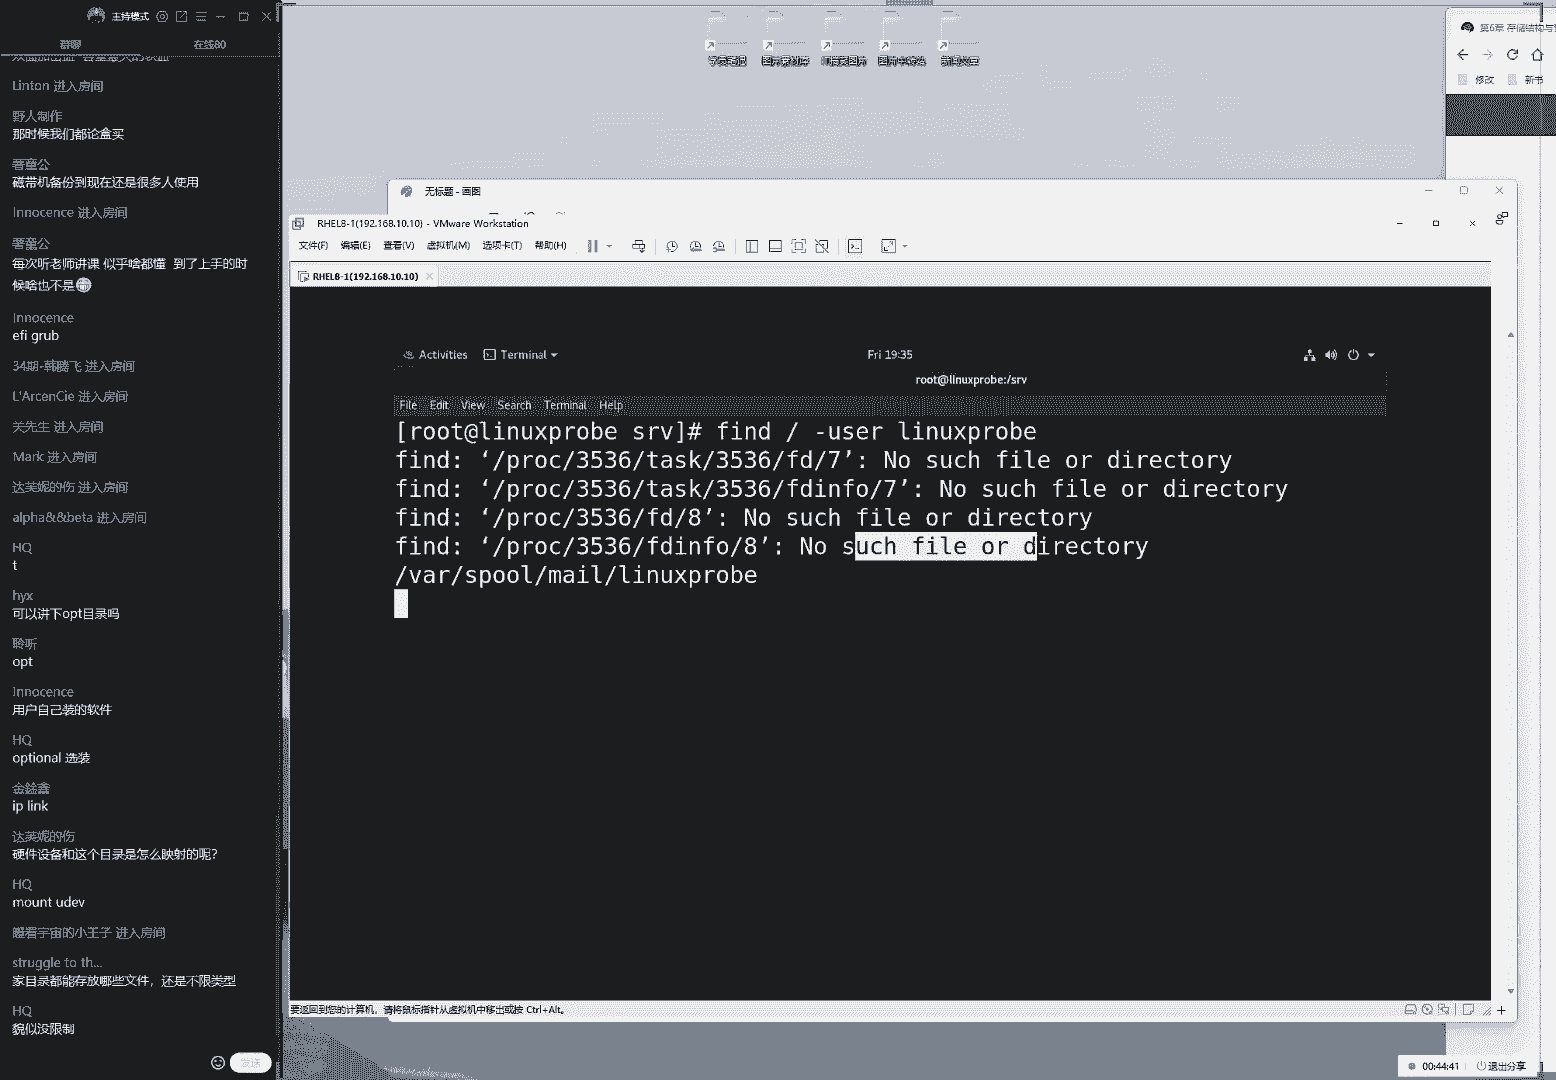 主持模式
群聊
在线80
Linton 进入房间
野人制作
那时候我们都论盒买
著童公
磁带机备份到现在还是很多人使用
Innocence 进入房间
著童公
每次听老师讲课 似乎啥都懂 到了上手的时
候啥也不是
Innocence
efi grub
34期-韩腾飞 进入房间
L'ArcenCie 进入房间
关先生 进入房间
Mark 进入房间
达芙妮的伤 进入房间
alpha&&beta 进入房间
HQ
t
hyx
可以讲下opt目录吗
聆听
opt
Innocence
用户自己装的软件
HQ
optional 选装
ip link
达芙妮的伤
硬件设备和这个目录是怎么映射的呢?
HQ
mount udev
瞪着宇宙的小王子 进入房间
struggle to th...
家目录都能存放哪些文件，还是不限类型
HQ
貌似没限制
发送
第6章 存储结构与
修改
新书
无标题 - 画图
RHEL8-1(192.168.10.10) - VMware Workstation
文件(F) 编辑(E) 查看(V) 虚拟机(M) 选项卡(T) 帮助(H)
RHEL8-1(192.168.10.10)
Activities Terminal Fri 19:35
root@linuxprobe:/srv
File Edit View Search Terminal Help
[root@linuxprobe srv]# find / -user linuxprobe
find: ‘/proc/3536/task/3536/fd/7’: No such file or directory
find: ‘/proc/3536/task/3536/fdinfo/7’: No such file or directory
find: ‘/proc/3536/fd/8’: No such file or directory
find: ‘/proc/3536/fdinfo/8’: No such file or directory
/var/spool/mail/linuxprobe
要返回到您的计算机，请将鼠标指针从虚拟机中移出或按 Ctrl+Alt。
00:44:41 退出分享